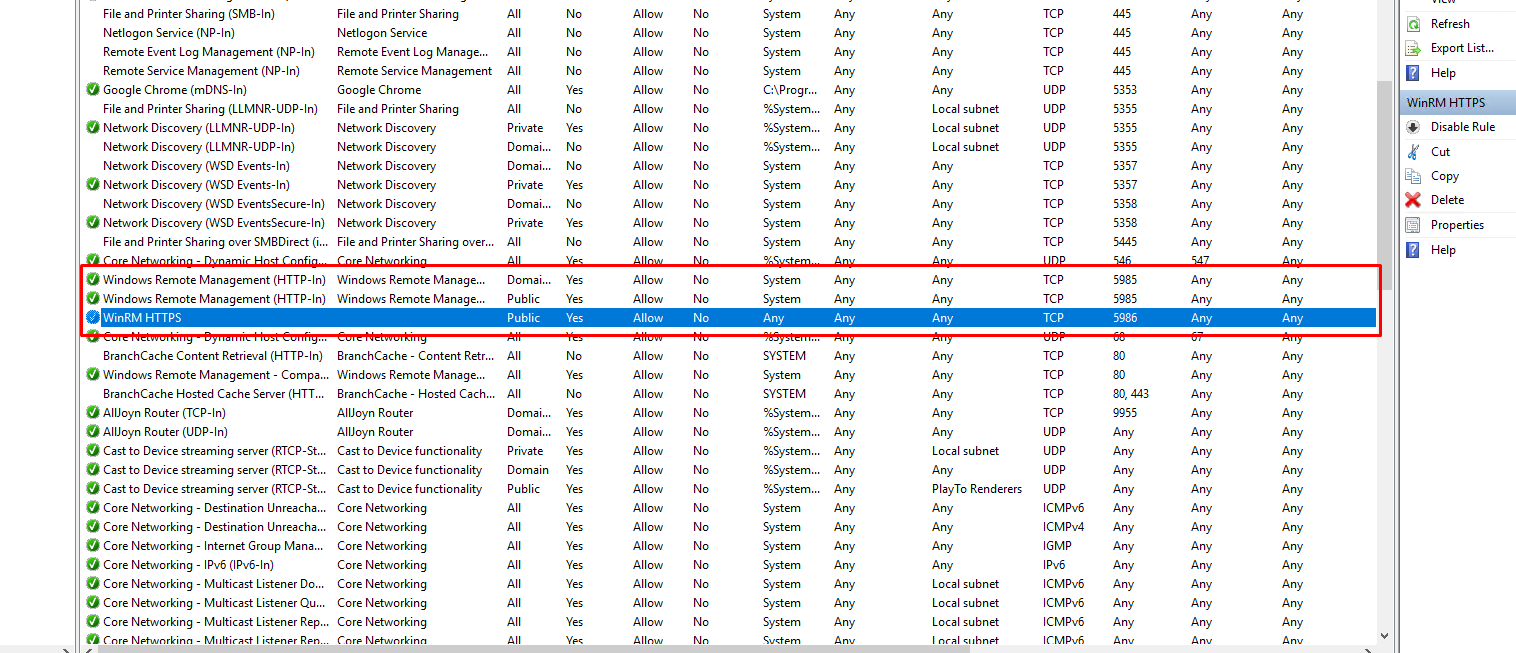 View
File and Printer Sharing (SMB-In) File and Printer Sharing All No Allow No System Any Any TCP 445 Any Any
Refresh
Netlogon Service (NP-In) Netlogon Service All No Allow No System Any Any TCP 445 Any Any
Export List...
Remote Event Log Management (NP-In) Remote Event Log Manage... All No Allow No System Any Any TCP 445 Any Any
Remote Service Management (NP-In) Remote Service Management All No Allow No System Any Any TCP 445 Any Any
Help
Google Chrome (mDNS-In) Google Chrome All Yes Allow No C:\Progr... Any Any UDP 5353 Any Any
WinRM HTTPS
File and Printer Sharing (LLMNR-UDP-In) File and Printer Sharing All No Allow No %System... Any Local subnet UDP 5355 Any Any
Network Discovery (LLMNR-UDP-In) Network Discovery Private Yes Allow No %System... Any Local subnet UDP 5355 Any Any
Disable Rule
Network Discovery (LLMNR-UDP-In) Network Discovery Domai... No Allow No %System... Any Local subnet UDP 5355 Any Any
Cut
Network Discovery (WSD Events-In) Network Discovery Domai... No Allow No System Any Any TCP 5357 Any Any
Copy
Network Discovery (WSD Events-In) Network Discovery Private Yes Allow No System Any Any TCP 5357 Any Any
Delete
Network Discovery (WSD EventsSecure-In) Network Discovery Domai... No Allow No System Any Any TCP 5358 Any Any
Network Discovery (WSD EventsSecure-In) Network Discovery Private Yes Allow No System Any Any TCP 5358 Any Any
Properties
File and Printer Sharing over SMBDirect (i... File and Printer Sharing over... All No Allow No System Any Any TCP 5445 Any Any
Help
Core Networking - Dynamic Host Config... Core Networking All Yes Allow No %System... Any Any UDP 546 547 Any
Windows Remote Management (HTTP-In) Windows Remote Manage... Domai... Yes Allow No System Any Any TCP 5985 Any Any
Windows Remote Management (HTTP-In) Windows Remote Manage... Public Yes Allow No System Any Any TCP 5985 Any Any
WinRM HTTPS Public Yes Allow No Any Any Any TCP 5986 Any Any
Core Networking - Dynamic Host Config... Core Networking All Yes Allow No %System... Any Any UDP 68 67 Any
BranchCache Content Retrieval (HTTP-In) BranchCache - Content Retr... All No Allow No SYSTEM Any Any TCP 80 Any Any
Windows Remote Management - Compa... Windows Remote Manage... All Yes Allow No System Any Any TCP 80 Any Any
BranchCache Hosted Cache Server (HTT... BranchCache - Hosted Cach... All No Allow No SYSTEM Any Any TCP 80, 443 Any Any
AllJoyn Router (TCP-In) AllJoyn Router Domai... Yes Allow No %System... Any Any TCP 9955 Any Any
AllJoyn Router (UDP-In) AllJoyn Router Domai... Yes Allow No %System... Any Any UDP Any Any Any
Cast to Device streaming server (RTCP-St... Cast to Device functionality Private Yes Allow No %System... Any Local subnet UDP Any Any Any
Cast to Device streaming server (RTCP-St... Cast to Device functionality Domain Yes Allow No %System... Any Any UDP Any Any Any
Cast to Device streaming server (RTCP-St... Cast to Device functionality Public Yes Allow No %System... Any PlayTo Renderers UDP Any Any Any
Core Networking - Destination Unreacha... Core Networking All Yes Allow No System Any Any ICMPv6 Any Any Any
Core Networking - Destination Unreacha... Core Networking All Yes Allow No System Any Any ICMPv4 Any Any Any
Core Networking - Internet Group Mana... Core Networking All Yes Allow No System Any Any IGMP Any Any Any
Core Networking - IPv6 (IPv6-In) Core Networking All Yes Allow No System Any Any IPv6 Any Any Any
Core Networking - Multicast Listener Do... Core Networking All Yes Allow No System Any Local subnet ICMPv6 Any Any Any
Core Networking - Multicast Listener Qu... Core Networking All Yes Allow No System Any Local subnet ICMPv6 Any Any Any
Core Networking - Multicast Listener Rep... Core Networking All Yes Allow No System Any Local subnet ICMPv6 Any Any Any
Core Networking - Multicast Listener Rep... Core Networking All Yes Allow No System Any Local subnet ICMPv6 Any Any Any